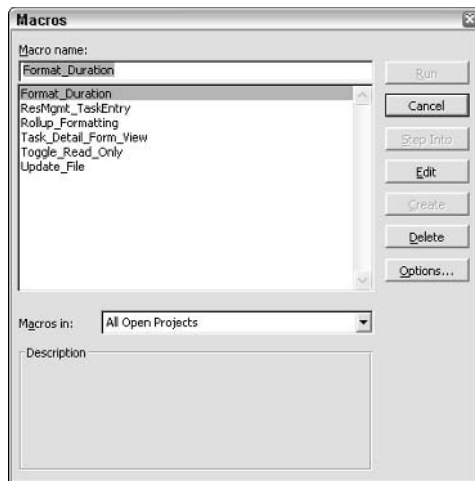 Macros
Macro name:
Format_Duration
Format_Duration
ResMgmt_TaskEntry
Rollup_Formatting
Task_Detail_Form_View
Toggle_Read_Only
Update_File
Run
Cancel
Step Into
Edit
Create
Delete
Options...
Macros in:
All Open Projects
Description